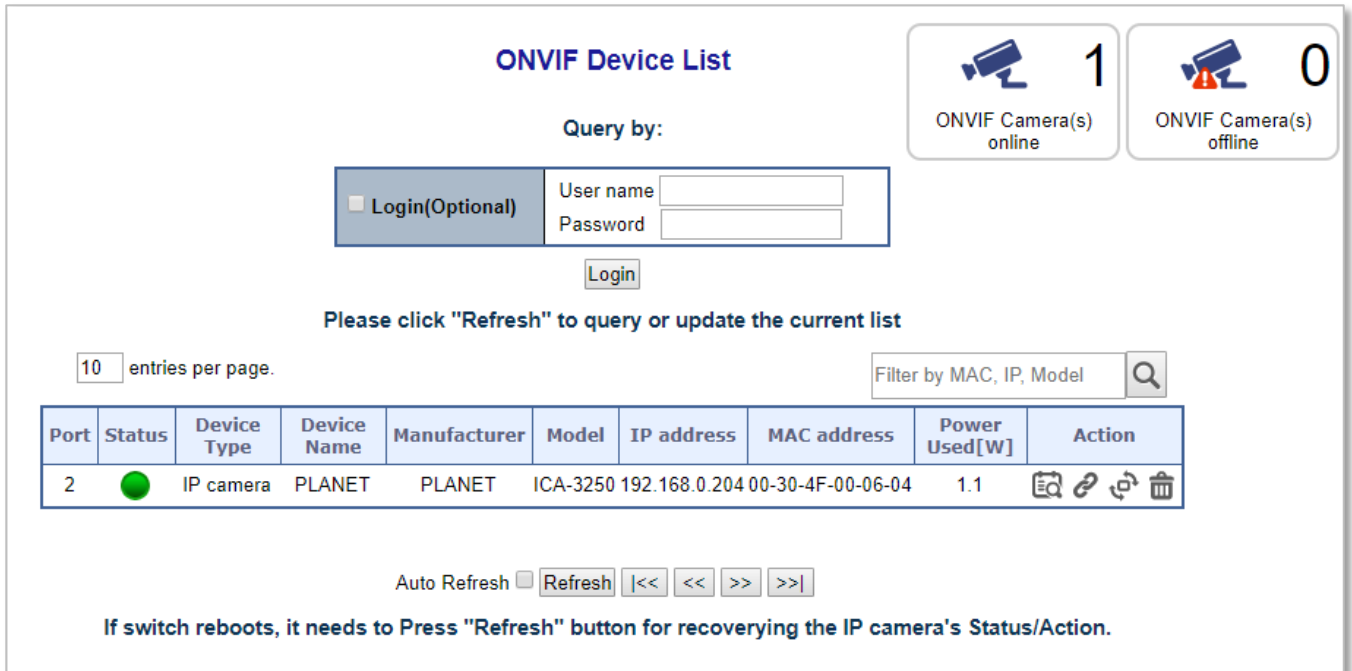 ONVIF Device List
1
ONVIF Camera(s)
online
0
ONVIF Camera(s)
offline
Query by:
Login(Optional)
User name
Password
Login
Please click "Refresh" to query or update the current list
10 entries per page.
Filter by MAC, IP, Model
Port Status Device Type Device Name Manufacturer Model IP address MAC address Power Used[W] Action
2 IP camera PLANET PLANET ICA-3250 192.168.0.204 00-30-4F-00-06-04 1.1
Auto Refresh Refresh |<< << >> >>|
If switch reboots, it needs to Press "Refresh" button for recoverying the IP camera's Status/Action.